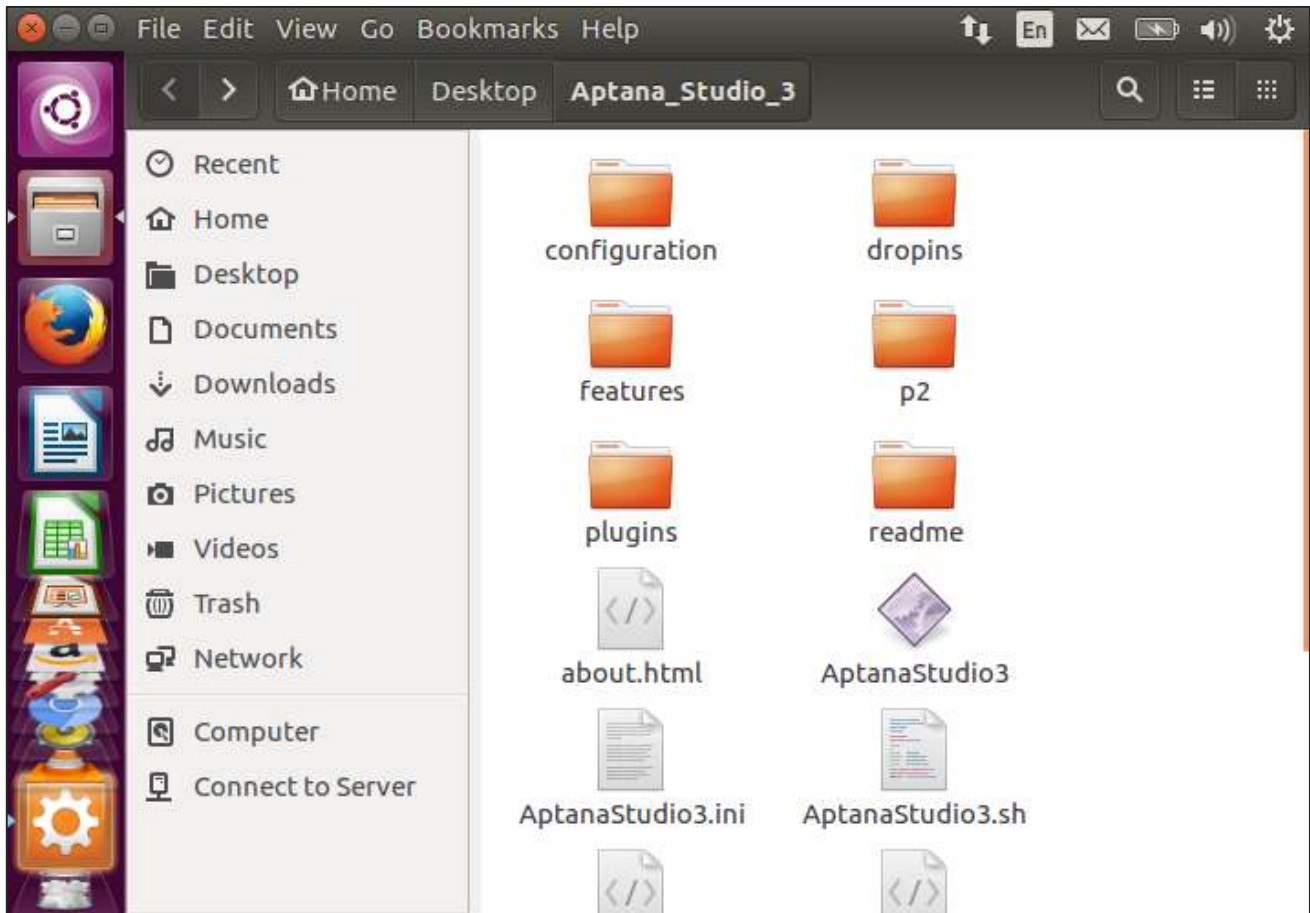 File Edit View Go Bookmarks Help En
Home Desktop Aptana_Studio_3
Recent
Home
Desktop
Documents
Downloads
Music
Pictures
Videos
Trash
Network
Computer
Connect to Server
configuration dropins
features p2
plugins readme
about.html AptanaStudio3
AptanaStudio3.ini AptanaStudio3.sh